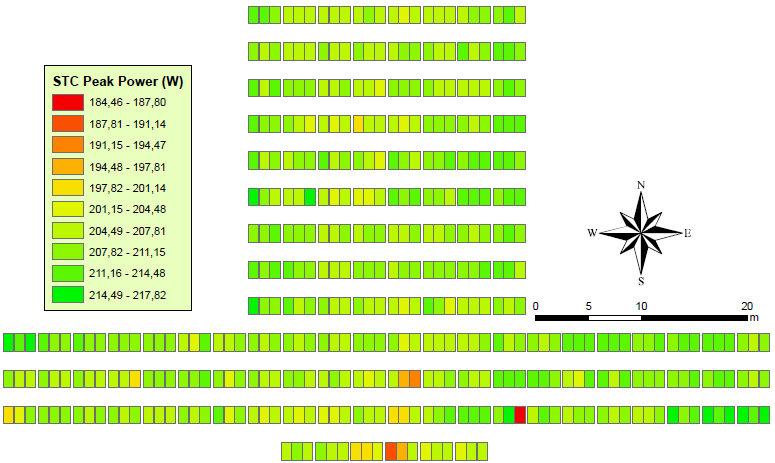 STC Peak Power (W)
184,46 - 187,80
187,81 - 191,14
191,15 - 194,47
194,48 - 197,81
197,82 - 201,14
201,15 - 204,48
204,49 - 207,81
207,82 - 211,15
211,16 - 214,48
214,49 - 217,82
N
W E
S
0 5 10 20
m